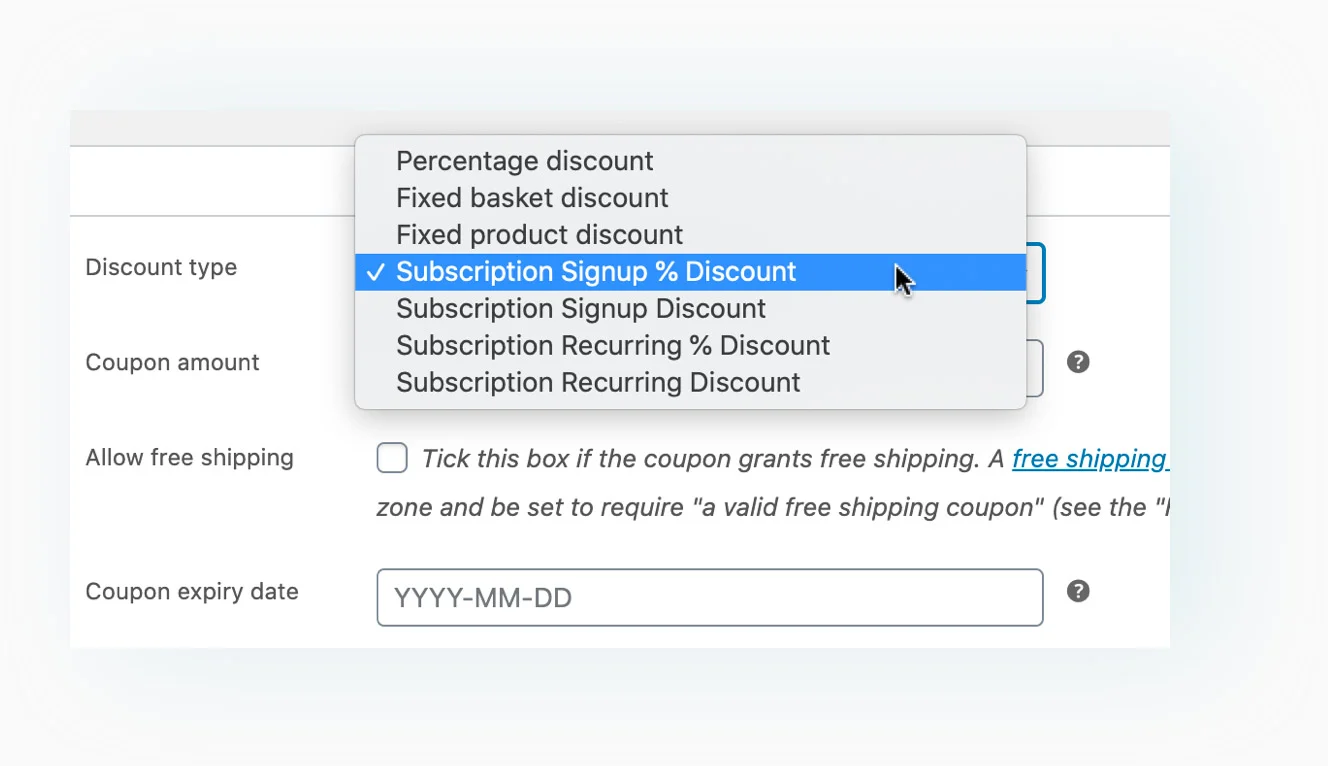 Percentage discount
Fixed basket discount
Fixed product discount
Discount type
✓ Subscription Signup % Discount
Subscription Signup Discount
Subscription Recurring % Discount
Coupon amount
?
Subscription Recurring Discount
Allow free shipping
Tick this box if the coupon grants free shipping. A free shipping
zone and be set to require "a valid free shipping coupon" (see the "
Coupon expiry date
YYYY-MM-DD
?